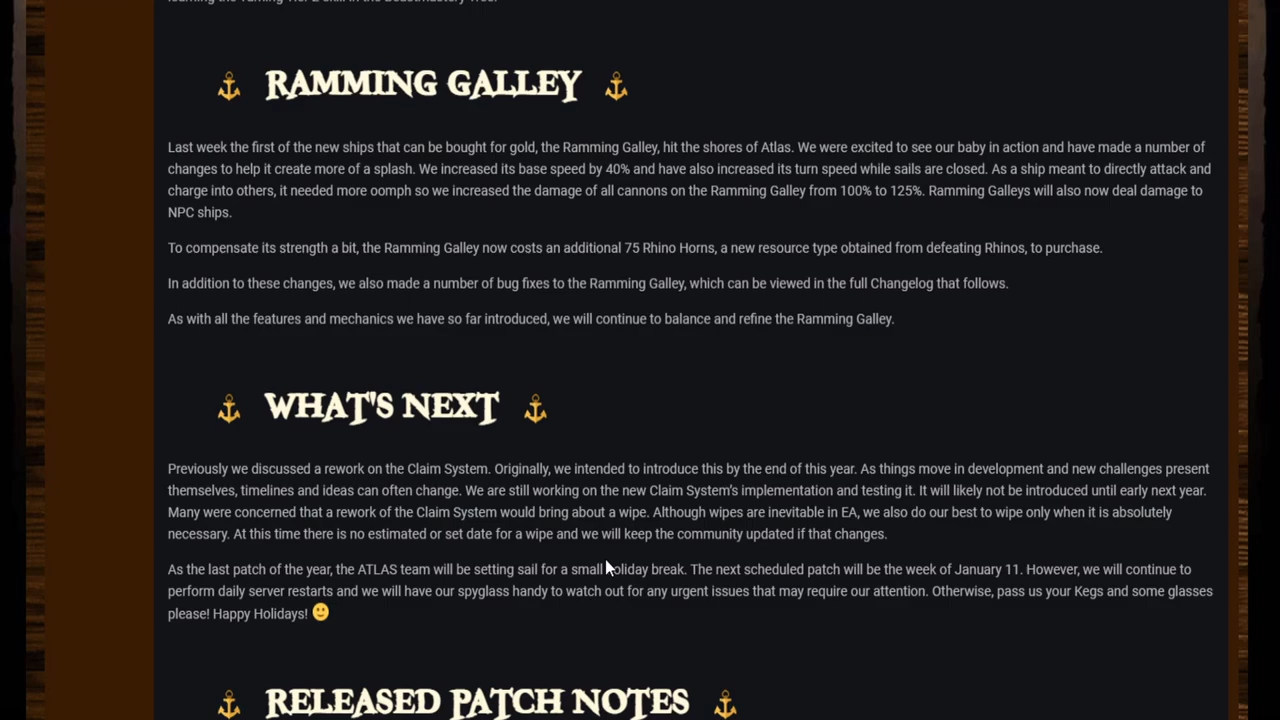 learning the Taming Tier 2 skill in the Beastmastery Tree.
RAMMING GALLEY
Last week the first of the new ships that can be bought for gold, the Ramming Galley, hit the shores of Atlas. We were excited to see our baby in action and have made a number of
changes to help it create more of a splash. We increased its base speed by 40% and have also increased its turn speed while sails are closed. As a ship meant to directly attack and
charge into others, it needed more oomph so we increased the damage of all cannons on the Ramming Galley from 100% to 125%. Ramming Galleys will also now deal damage to
NPC ships.
To compensate its strength a bit, the Ramming Galley now costs an additional 75 Rhino Horns, a new resource type obtained from defeating Rhinos, to purchase.
In addition to these changes, we also made a number of bug fixes to the Ramming Galley, which can be viewed in the full Changelog that follows.
As with all the features and mechanics we have so far introduced, we will continue to balance and refine the Ramming Galley.
WHAT'S NEXT
Previously we discussed a rework on the Claim System. Originally, we intended to introduce this by the end of this year. As things move in development and new challenges present
themselves, timelines and ideas can often change. We are still working on the new Claim System's implementation and testing it. It will likely not be introduced until early next year.
Many were concerned that a rework of the Claim System would bring about a wipe. Although wipes are inevitable in EA, we also do our best to wipe only when it is absolutely
necessary. At this time there is no estimated or set date for a wipe and we will keep the community updated if that changes.
As the last patch of the year, the ATLAS team will be setting sail for a small holiday break. The next scheduled patch will be the week of January 11. However, we will continue to
perform daily server restarts and we will have our spyglass handy to watch out for any urgent issues that may require our attention. Otherwise, pass us your Kegs and some glasses
please! Happy Holidays! 🙂
RELEASED PATCH NOTES